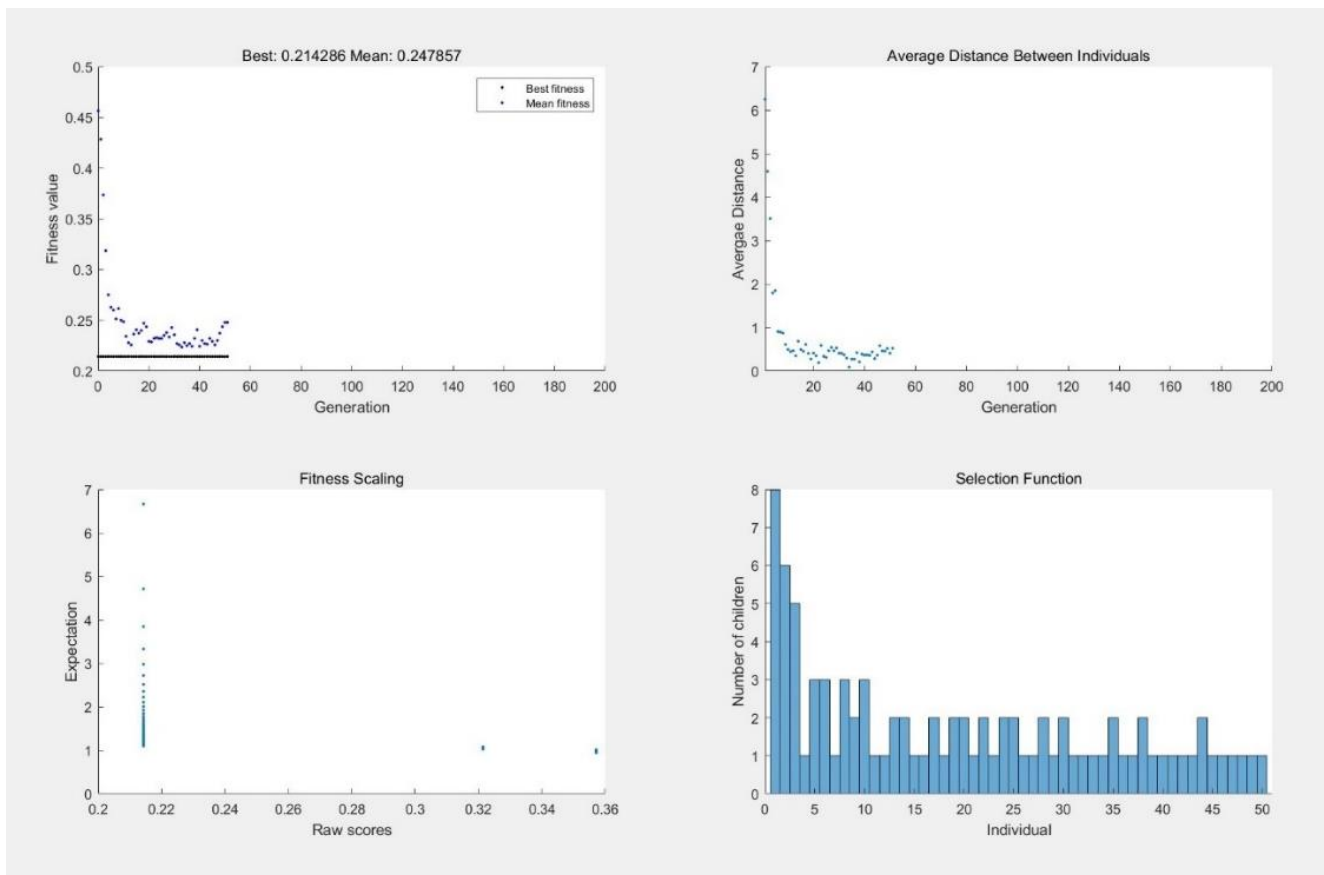 Best: 0.214286 Mean: 0.247857
0.5
0.45
0.4
0.35
0.3
0.25
0.2
Fitness value
Best fitness
Mean fitness
0 20 40 60 80 100 120 140 160 180 200
Generation
Average Distance Between Individuals
7
6
5
4
3
2
1
0
Avergae Distance
20 40 60 80 100 120 140 160 180 200
Generation
Fitness Scaling
7
6
5
4
3
2
1
0
Expectation
0.2 0.22 0.24 0.26 0.28 0.3 0.32 0.34 0.36
Raw scores
Selection Function
8
7
6
5
4
3
2
1
0
Number of children
0 5 10 15 20 25 30 35 40 45 50
Individual